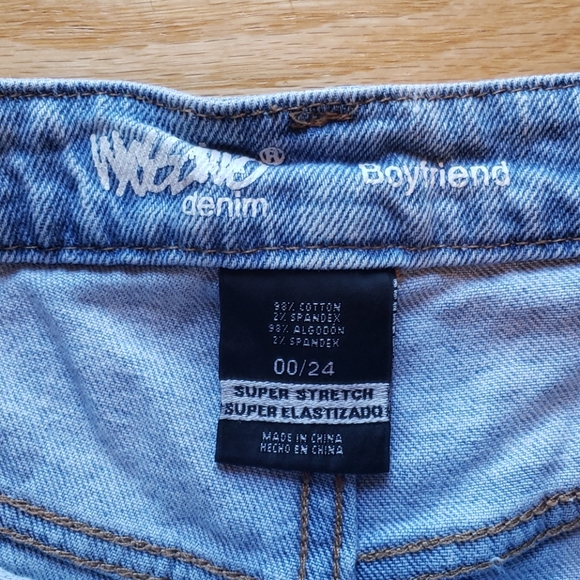 Mossimo®
denim
Boyfriend
98% COTTON
2% SPANDEX
98% ALGODÓN
2% SPANDEX
00/24
SUPER STRETCH
SUPER ELASTIZADO
MADE IN CHINA
HECHO EN CHINA